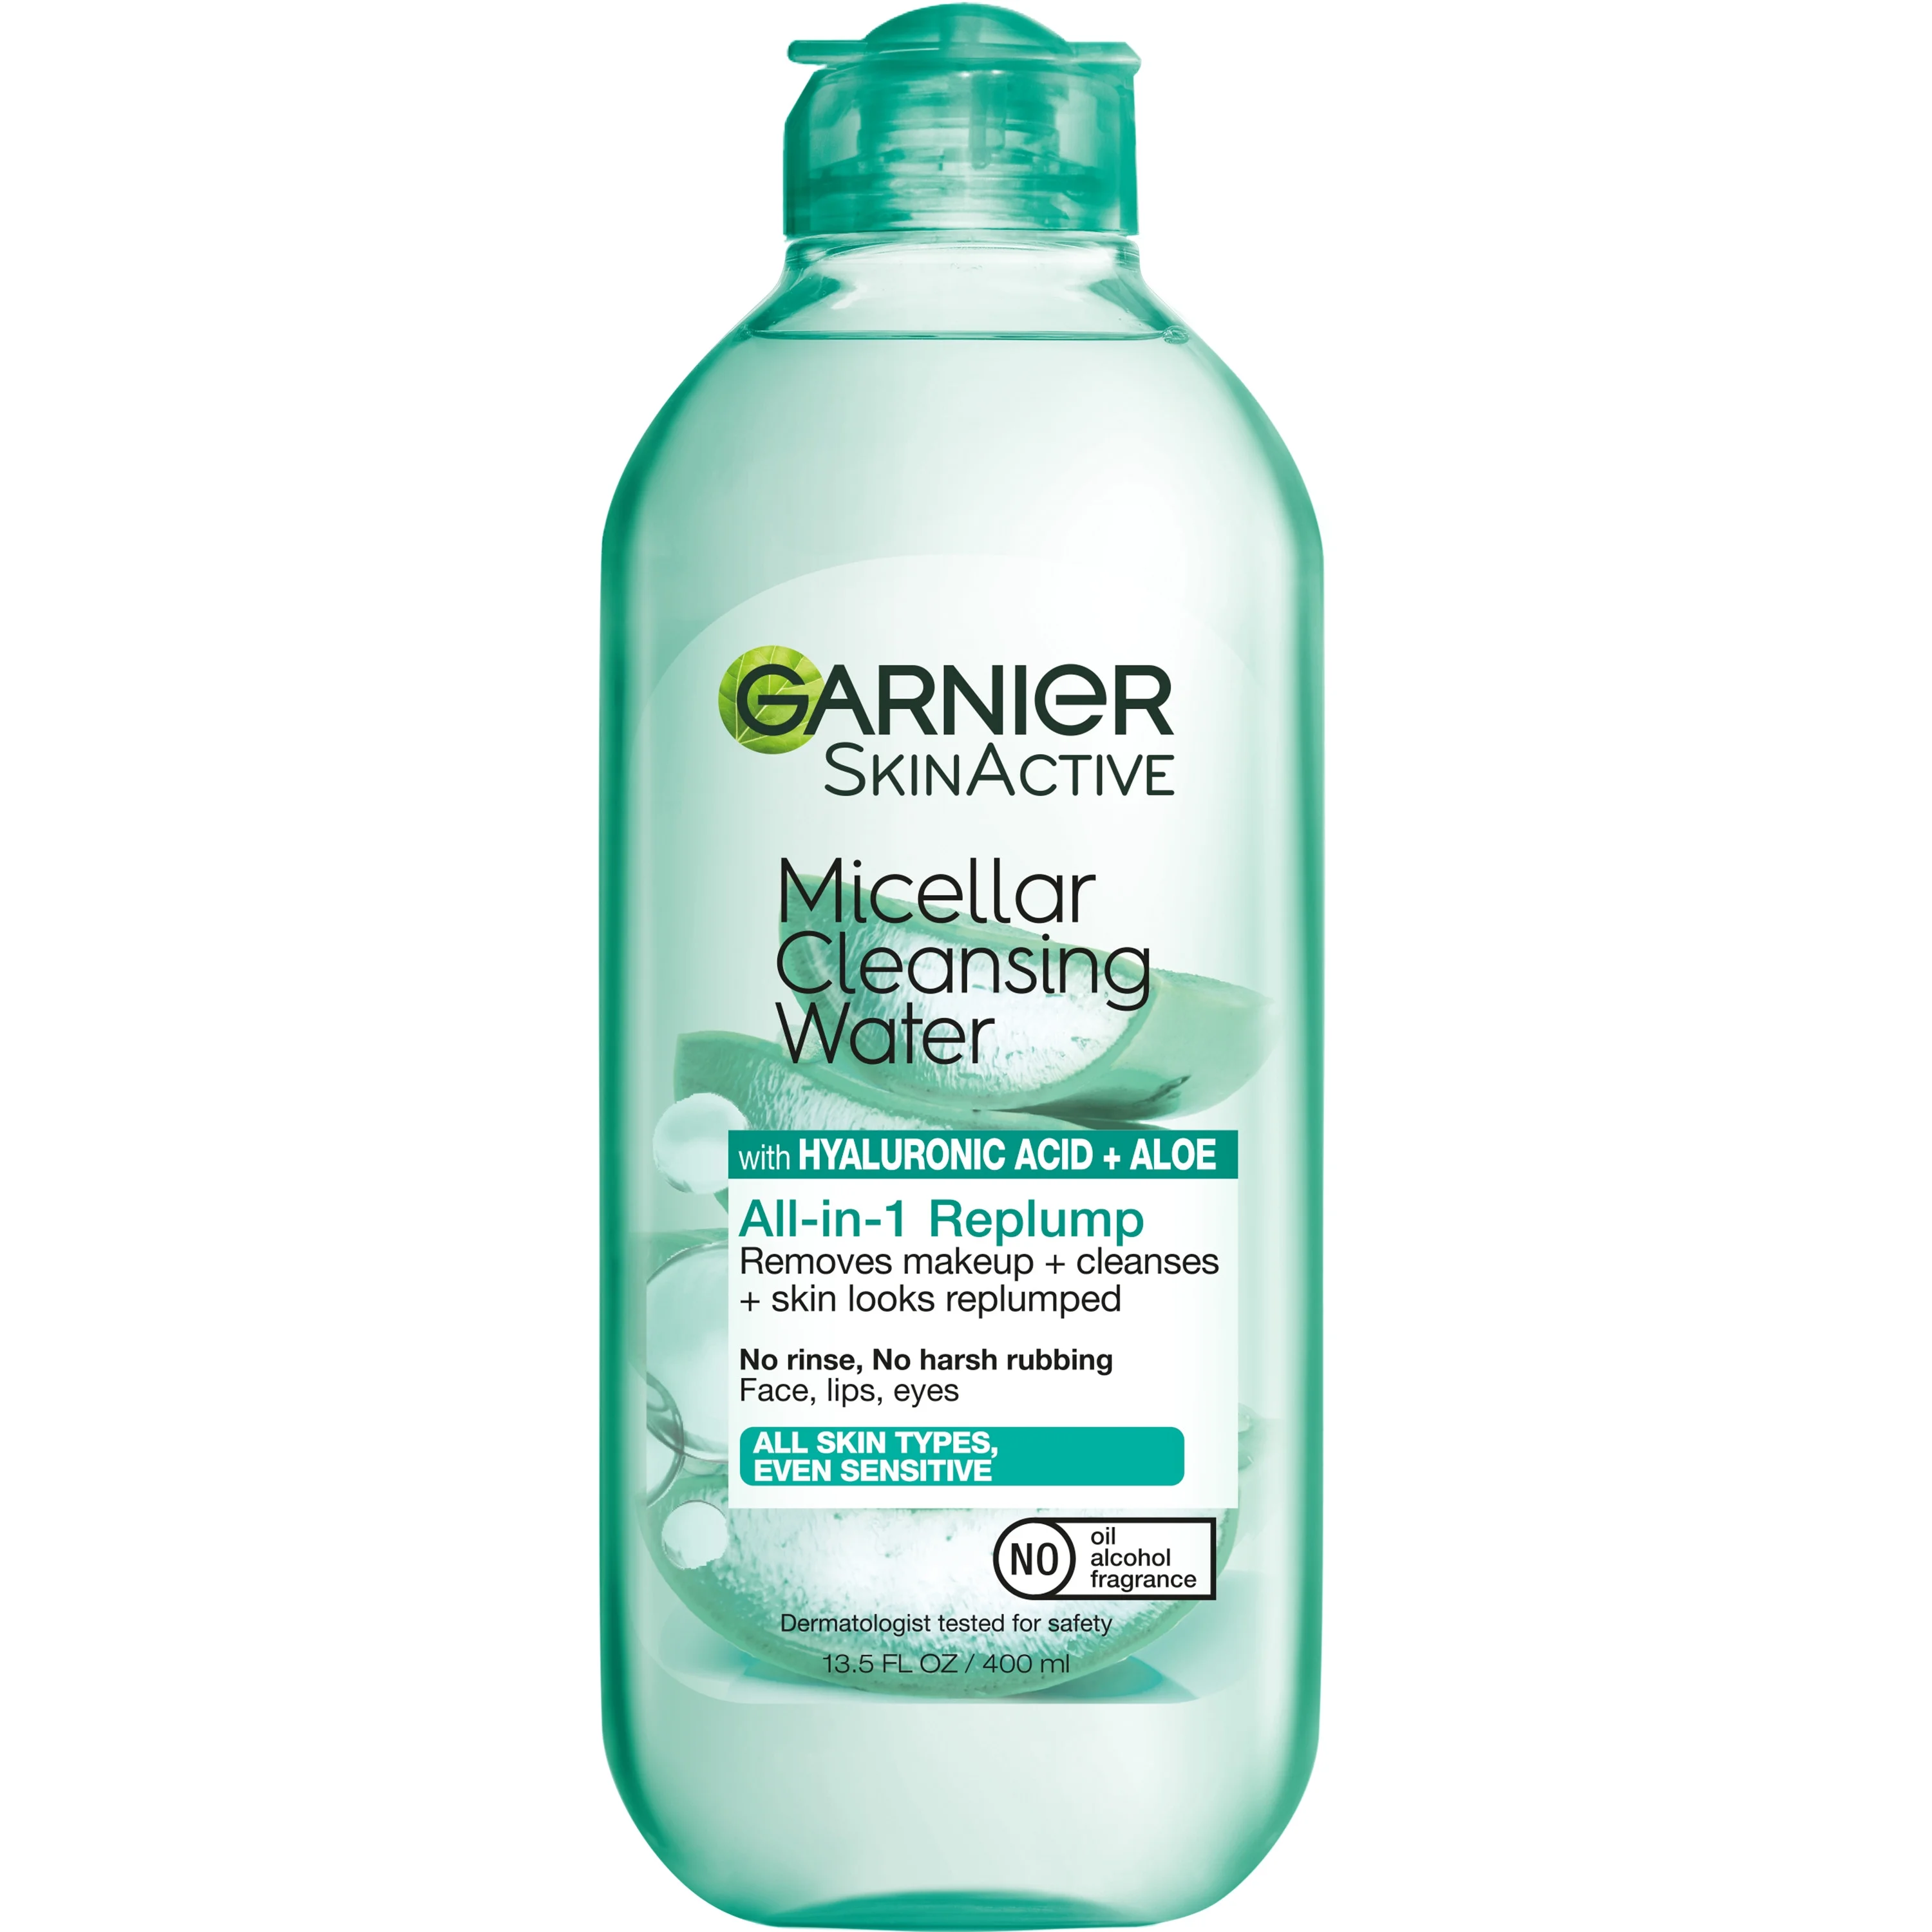 GARNIER
SKINACTIVE
Micellar
Cleansing
Water
with HYALURONIC ACID + ALOE
All-in-1 Replump
Removes makeup + cleanses
+ skin looks replumped
No rinse, No harsh rubbing
Face, lips, eyes
ALL SKIN TYPES,
EVEN SENSITIVE
NO
oil
alcohol
fragrance
Dermatologist tested for safety
13.5 FL OZ / 400 ml